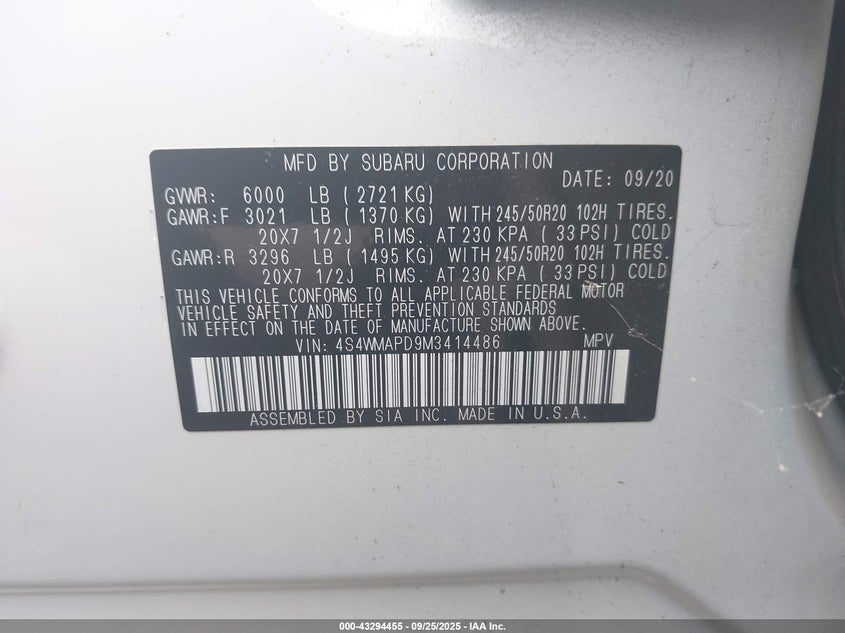 MFD BY SUBARU CORPORATION
DATE: 09/20
GVWR: 6000 LB ( 2721 KG)
GAWR:F 3021 LB ( 1370 KG) WITH 245/50R20 102H TIRES.
20X7 1/2J RIMS. AT 230 KPA ( 33 PSI) COLD
GAWR:R 3296 LB ( 1495 KG) WITH 245/50R20 102H TIRES.
20X7 1/2J RIMS. AT 230 KPA ( 33 PSI) COLD
THIS VEHICLE CONFORMS TO ALL APPLICABLE FEDERAL MOTOR
VEHICLE SAFETY AND THEFT PREVENTION STANDARDS
IN EFFECT ON THE DATE OF MANUFACTURE SHOWN ABOVE.
VIN: 4S4WMAPD9M3414486 MPV
ASSEMBLED BY SIA INC. MADE IN U.S.A.
000-43294455 - 09/25/2025 - IAA Inc.